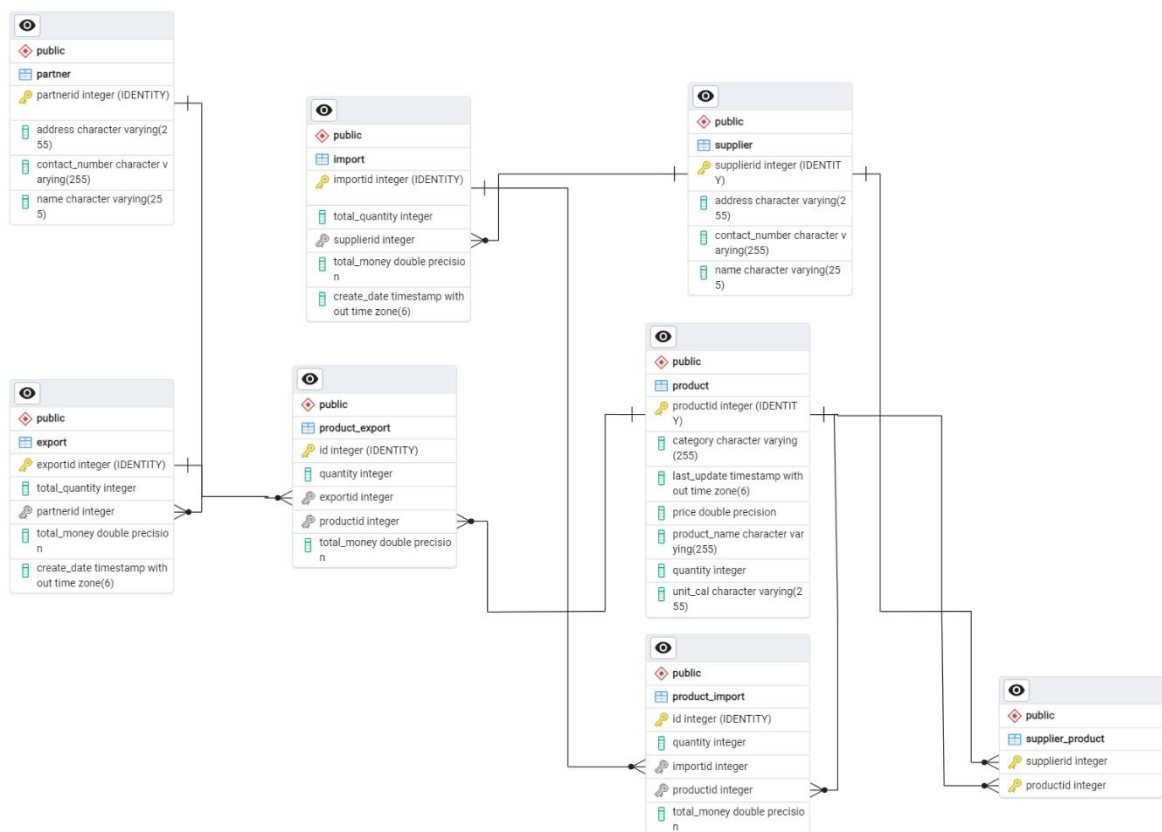 public
partner
partnerid integer (IDENTITY)
address character varying(2
55)
contact_number character v
arying(255)
name character varying(25
5)
public
import
importid integer (IDENTITY)
total_quantity integer
supplierid integer
total_money double precisio
n
create_date timestamp with
out time zone(6)
public
supplier
supplierid integer (IDENTIT
Y)
address character varying(2
55)
contact_number character v
arying(255)
name character varying(25
5)
public
export
exportid integer (IDENTITY)
total_quantity integer
partnerid integer
total_money double precisio
n
create_date timestamp with
out time zone(6)
public
product_export
id integer (IDENTITY)
quantity integer
exportid integer
productid integer
total_money double precisio
n
public
product
productid integer (IDENTIT
Y)
category character varying
(255)
last_update timestamp with
out time zone(6)
price double precision
product_name character var
ying(255)
quantity integer
unit_cal character varying(2
55)
public
product_import
id integer (IDENTITY)
quantity integer
importid integer
productid integer
total_money double precisio
n
public
supplier_product
supplierid integer
productid integer